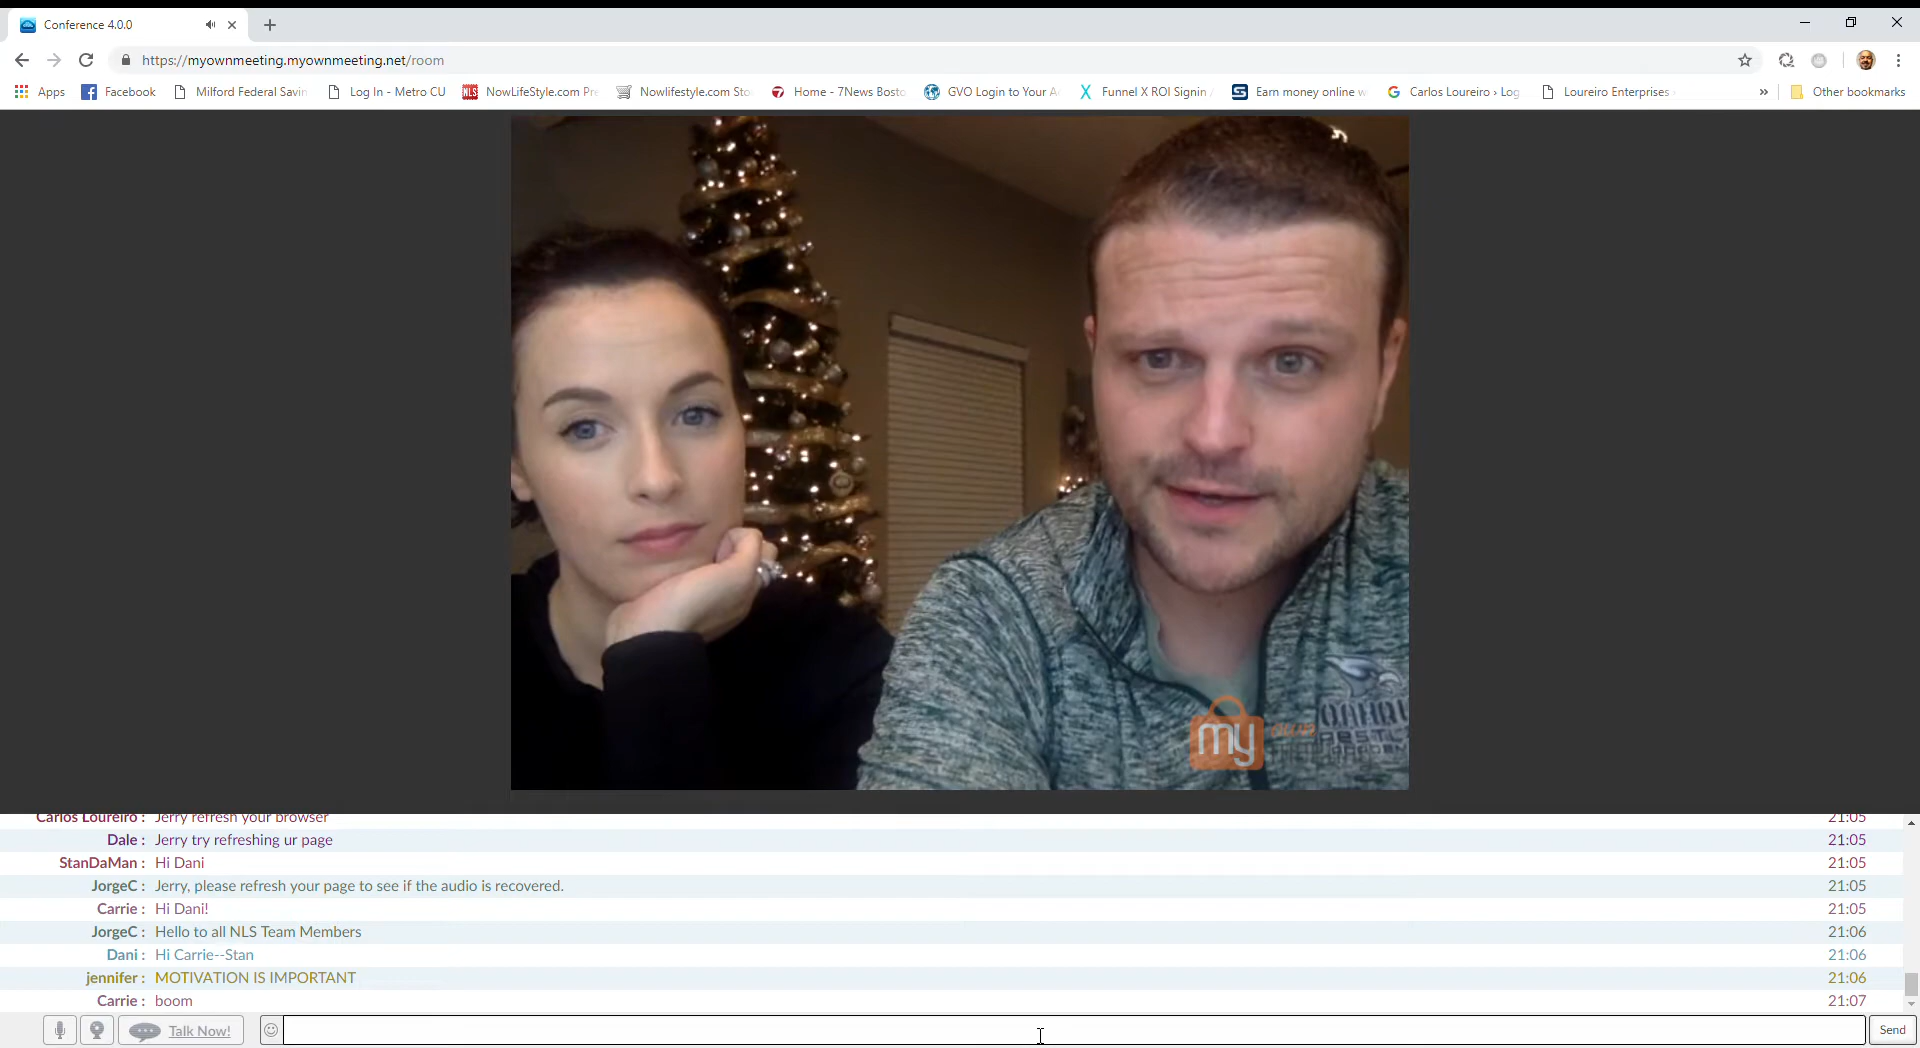 Conference 4.0.0
https://myownmeeting.myownmeeting.net/room
Apps Facebook Milford Federal Savin Log In - Metro CU NowLifeStyle.com Pre Nowlifestyle.com Sto Home - 7News Bosto GVO Login to Your A Funnel X ROI Signin Earn money online w Carlos Loureiro › Log Loureiro Enterprises » Other bookmarks
my own
Carlos Loureiro : Jerry refresh your browser 21:05
Dale : Jerry try refreshing ur page 21:05
StanDaMan : Hi Dani 21:05
JorgeC : Jerry, please refresh your page to see if the audio is recovered. 21:05
Carrie : Hi Dani! 21:05
JorgeC : Hello to all NLS Team Members 21:06
Dani : Hi Carrie--Stan 21:06
jennifer : MOTIVATION IS IMPORTANT 21:06
Carrie : boom 21:07
Talk Now! Send